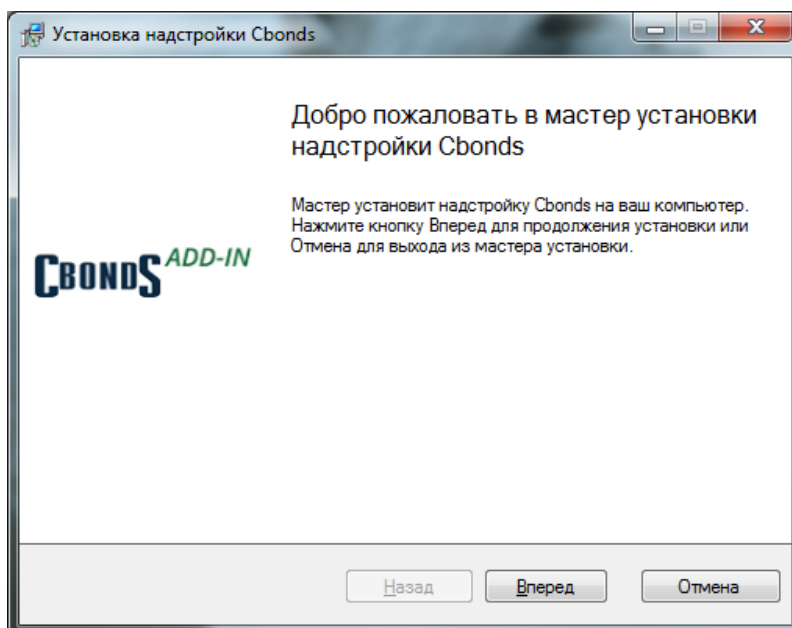 Установка надстройки Cbonds
Добро пожаловать в мастер установки
надстройки Cbonds
Мастер установит надстройку Cbonds на ваш компьютер.
Нажмите кнопку Вперед для продолжения установки или
Отмена для выхода из мастера установки.
CBONDS ADD-IN
Назад
Вперед
Отмена